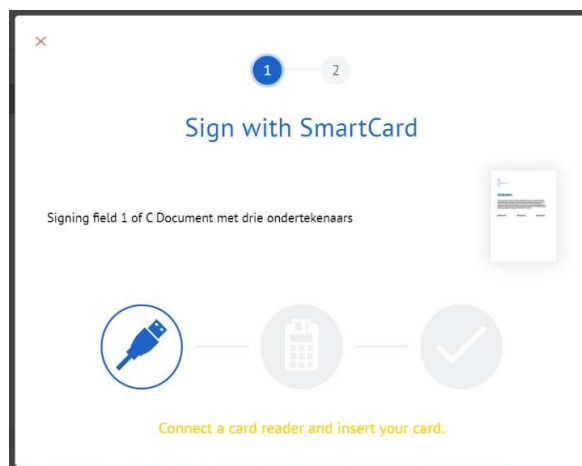 1
2
Sign with SmartCard
Signing field 1 of C Document met drie ondertekenaars
Connect a card reader and insert your card.